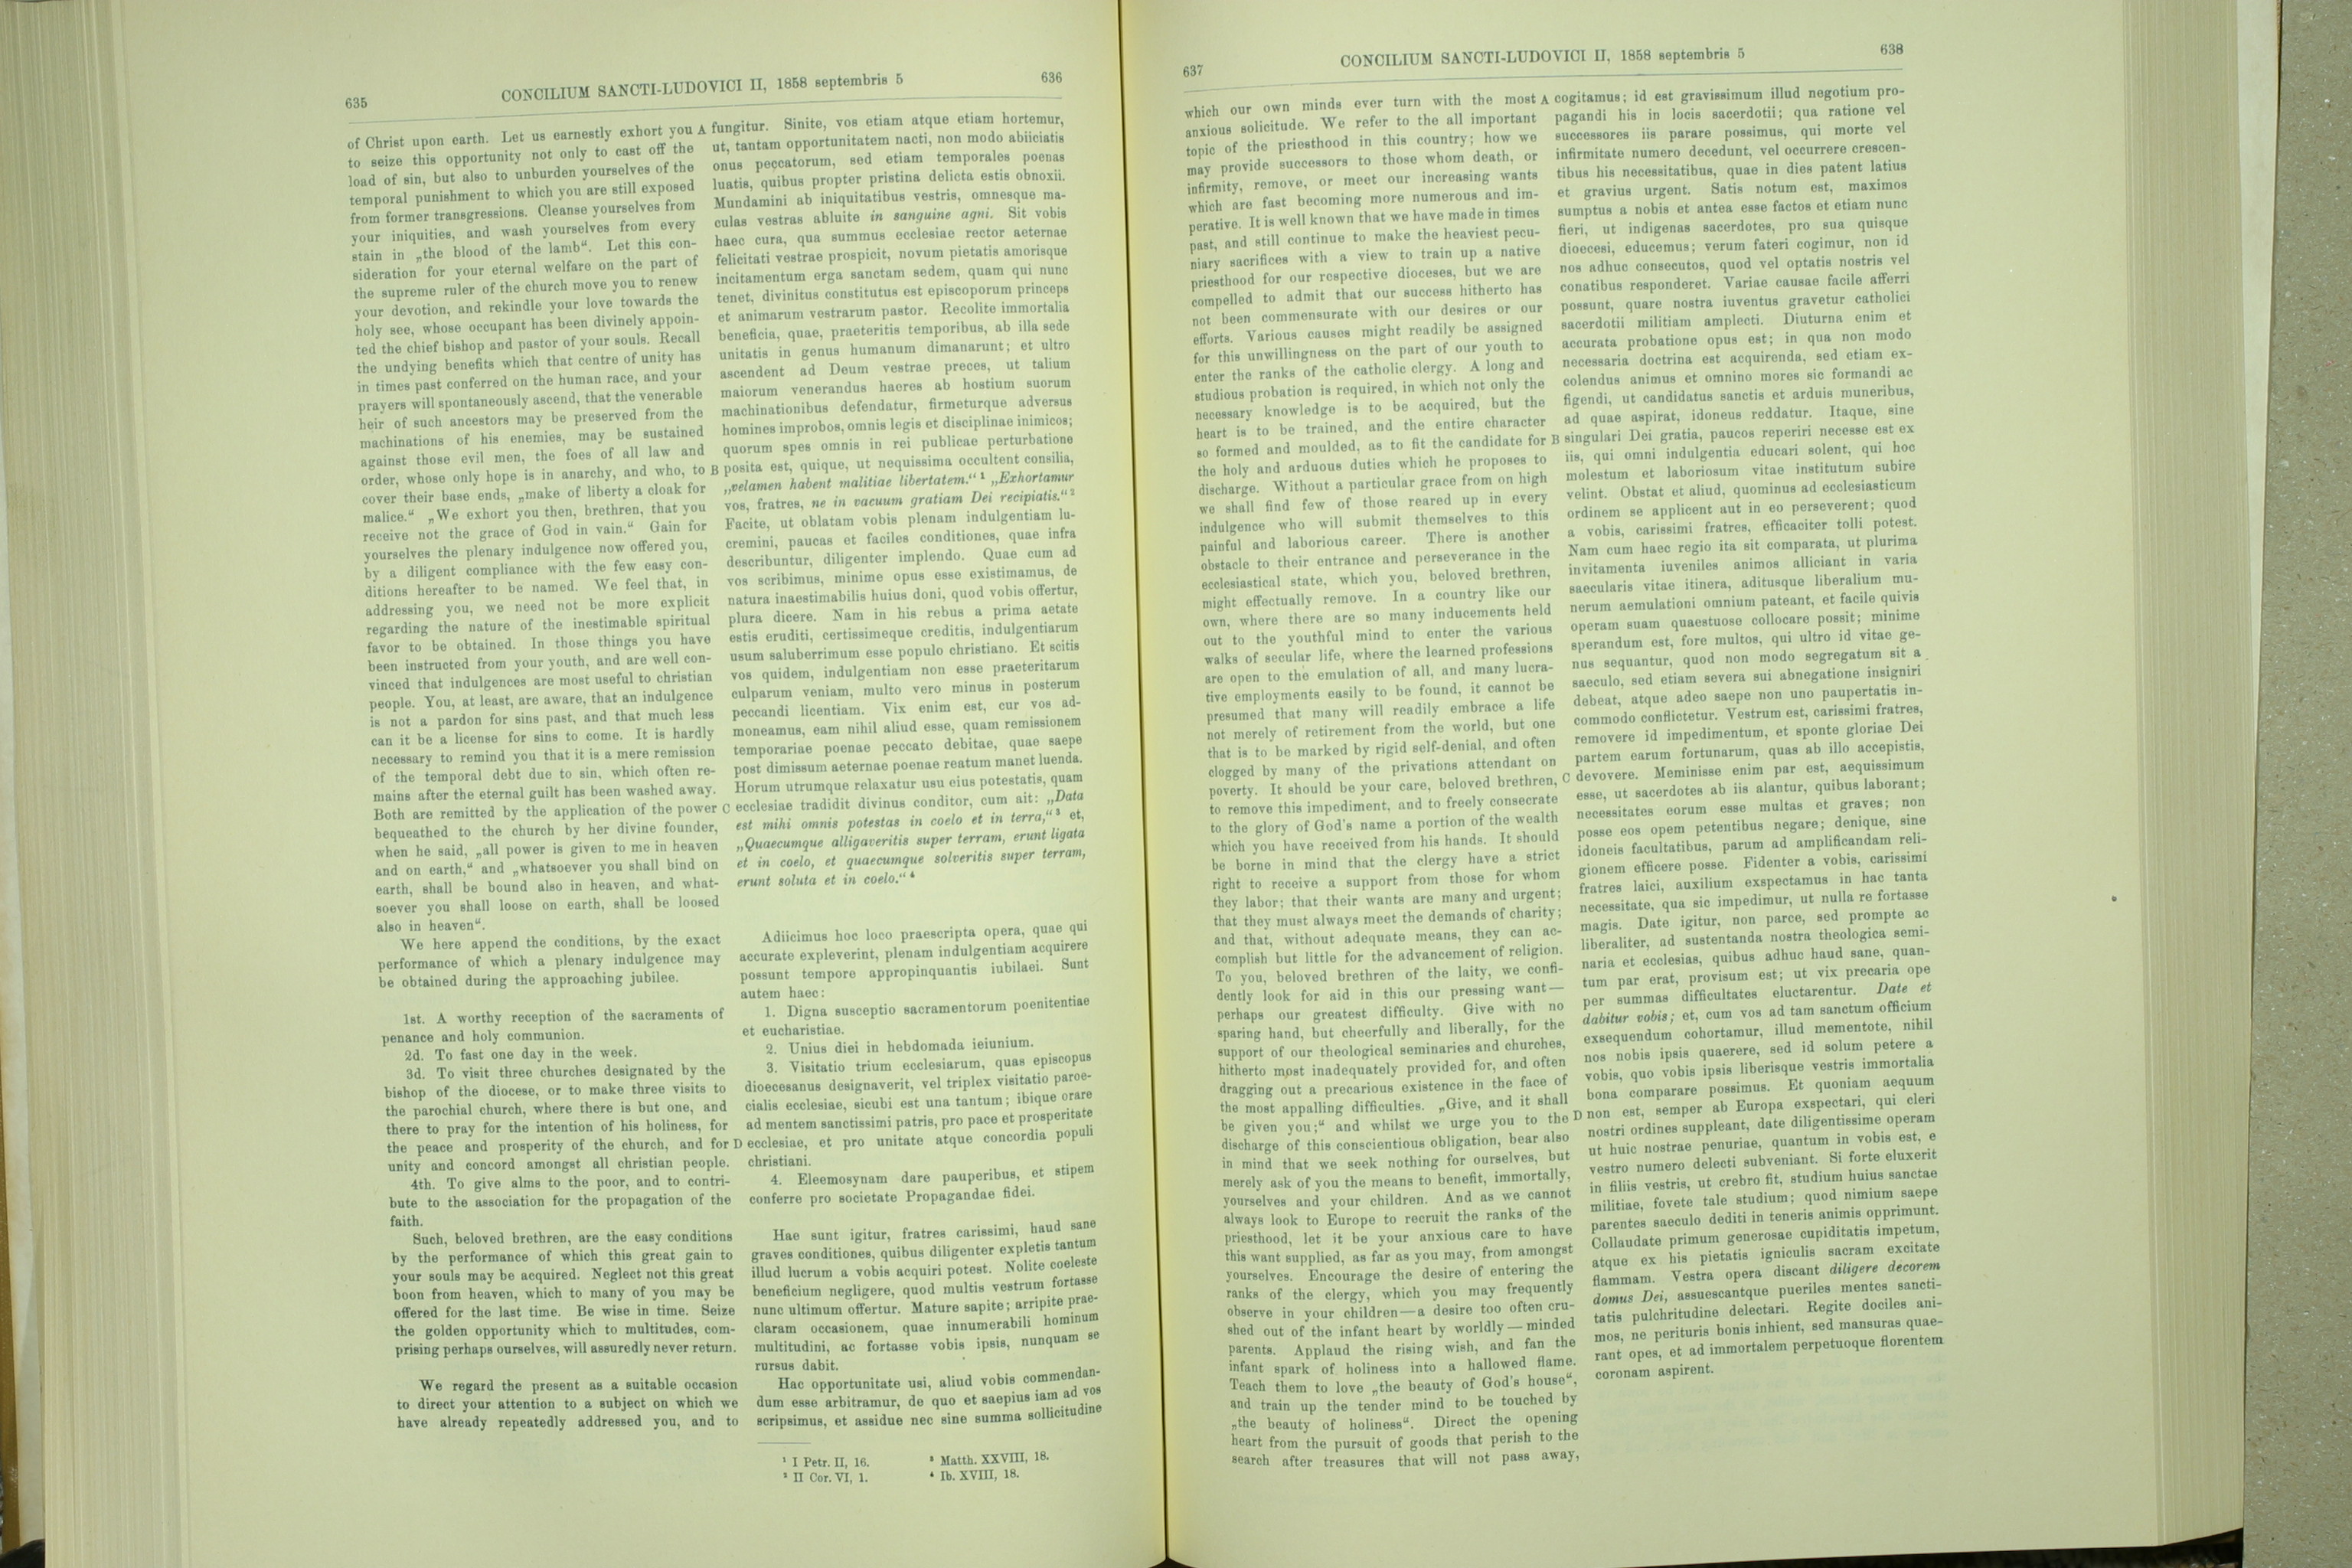 635
CONCILIUM SANCTI-LUDOVICI II, 1858 septembris 5
636
of Christ upon earth. Let us earnestly exhort you
to seize this opportunity not only to cast off the
load of sin, but also to unburden yourselves of the
temporal punishment to which you are still exposed
from former transgressions. Cleanse yourselves from
your iniquities, and wash yourselves from every
stain in „the blood of the lamb“. Let this con-
sideration for your eternal welfare on the part of
the supreme ruler of the church move you to renew
your devotion, and rekindle your love towards the
holy see, whose occupant has been divinely appoin-
ted the chief bishop and pastor of your souls. Recall
the undying benefits which that centre of unity has
in times past conferred on the human race, and your
prayers will spontaneously ascend, that the venerable
heir of such ancestors may be preserved from the
machinations of his enemies, may be sustained
against those evil men, the foes of all law and
order, whose only hope is in anarchy, and who, to
cover their base ends, „make of liberty a cloak for
malice.“ „We exhort you then, brethren, that you
receive not the grace of God in vain.“ Gain for
yourselves the plenary indulgence now offered you,
by a diligent compliance with the few easy con-
ditions hereafter to be named. We feel that, in
addressing you, we need not be more explicit
regarding the nature of the inestimable spiritual
favor to be obtained. In those things you have
been instructed from your youth, and are well con-
vinced that indulgences are most useful to christian
people. You, at least, are aware, that an indulgence
is not a pardon for sins past, and that much less
can it be a license for sins to come. It is hardly
necessary to remind you that it is a mere remission
of the temporal debt due to sin, which often re-
mains after the eternal guilt has been washed away.
Both are remitted by the application of the power
bequeathed to the church by her divine founder,
when he said, „all power is given to me in heaven
and on earth,“ and „whatsoever you shall bind on
earth, shall be bound also in heaven, and what-
soever you shall loose on earth, shall be loosed
also in heaven“.
We here append the conditions, by the exact
performance of which a plenary indulgence may
be obtained during the approaching jubilee.
1st. A worthy reception of the sacraments of
penance and holy communion.
2d. To fast one day in the week.
3d. To visit three churches designated by the
bishop of the diocese, or to make three visits to
the parochial church, where there is but one, and
there to pray for the intention of his holiness, for
the peace and prosperity of the church, and for
unity and concord amongst all christian people.
4th. To give alms to the poor, and to contri-
bute to the association for the propagation of the
faith.
Such, beloved brethren, are the easy conditions
by the performance of which this great gain to
your souls may be acquired. Neglect not this great
boon from heaven, which to many of you may be
offered for the last time. Be wise in time. Seize
the golden opportunity which to multitudes, com-
prising perhaps ourselves, will assuredly never return.
We regard the present as a suitable occasion
to direct your attention to a subject on which we
have already repeatedly addressed you, and to
A fungitur. Sinite, vos etiam atque etiam hortemur,
ut, tantam opportunitatem nacti, non modo abiiciatis
onus peccatorum, sed etiam temporales poenas
luatis, quibus propter pristina delicta estis obnoxii.
Mundamini ab iniquitatibus vestris, omnesque ma-
culas vestras abluite in sanguine agni. Sit vobis
haec cura, qua summus ecclesiae rector aeternae
felicitati vestrae prospicit, novum pietatis amorisque
incitamentum erga sanctam sedem, quam qui nunc
tenet, divinitus constitutus est episcoporum princeps
et animarum vestrarum pastor. Recolite immortalia
beneficia, quae, praeteritis temporibus, ab illa sede
unitatis in genus humanum dimanarunt; et ultro
ascendent ad Deum vestrae preces, ut talium
maiorum venerandus haeres ab hostium suorum
machinationibus defendatur, firmeturque adversus
homines improbos, omnis legis et disciplinae inimicos;
quorum spes omnis in rei publicae perturbatione
B posita est, quique, ut nequissima occultent consilia,
„velamen habent malitiae libertatem.“¹ „Exhortamur
vos, fratres, ne in vacuum gratiam Dei recipiatis.“²
Facite, ut oblatam vobis plenam indulgentiam lu-
cremini, paucas et faciles conditiones, quae infra
describuntur, diligenter implendo. Quae cum ad
vos scribimus, minime opus esse existimamus, de
natura inaestimabilis huius doni, quod vobis offertur,
plura dicere. Nam in his rebus a prima aetate
estis eruditi, certissimeque creditis, indulgentiarum
usum saluberrimum esse populo christiano. Et scitis
vos quidem, indulgentiam non esse praeteritarum
culparum veniam, multo vero minus in posterum
peccandi licentiam. Vix enim est, cur vos ad-
moneamus, eam nihil aliud esse, quam remissionem
temporariae poenae peccato debitae, quae saepe
post dimissum aeternae poenae reatum manet luenda.
Horum utrumque relaxatur usu eius potestatis, quam
C ecclesiae tradidit divinus conditor, cum ait: „Data
est mihi omnis potestas in coelo et in terra,“³ et,
„Quaecumque alligaveritis super terram, erunt ligata
et in coelo, et quaecumque solveritis super terram,
erunt soluta et in coelo.“⁴
Adiicimus hoc loco praescripta opera, quae qui
accurate expleverint, plenam indulgentiam acquirere
possunt tempore appropinquantis iubilaei. Sunt
autem haec:
1. Digna susceptio sacramentorum poenitentiae
et eucharistiae.
2. Unius diei in hebdomada ieiunium.
3. Visitatio trium ecclesiarum, quas episcopus
dioecesanus designaverit, vel triplex visitatio paroe-
cialis ecclesiae, sicubi est una tantum; ibique orare
ad mentem sanctissimi patris, pro pace et prosperitate
D ecclesiae, et pro unitate atque concordia populi
christiani.
4. Eleemosynam dare pauperibus, et stipem
conferre pro societate Propagandae fidei.
Hae sunt igitur, fratres carissimi, haud sane
graves conditiones, quibus diligenter expletis tantum
illud lucrum a vobis acquiri potest. Nolite coeleste
beneficium negligere, quod multis vestrum fortasse
nunc ultimum offertur. Mature sapite; arripite prae-
claram occasionem, quae innumerabili hominum
multitudini, ac fortasse vobis ipsis, nunquam se
rursus dabit.
Hac opportunitate usi, aliud vobis commendan-
dum esse arbitramur, de quo et saepius iam ad vos
scripsimus, et assidue nec sine summa sollicitudine
¹ I Petr. II, 16.
² II Cor. VI, 1.
³ Matth. XXVIII, 18.
⁴ Ib. XVIII, 18.
637
CONCILIUM SANCTI-LUDOVICI II, 1858 septembris 5
638
which our own minds ever turn with the most
anxious solicitude. We refer to the all important
topic of the priesthood in this country; how we
may provide successors to those whom death, or
infirmity, remove, or meet our increasing wants
which are fast becoming more numerous and im-
perative. It is well known that we have made in times
past, and still continue to make the heaviest pecu-
niary sacrifices with a view to train up a native
priesthood for our respective dioceses, but we are
compelled to admit that our success hitherto has
not been commensurate with our desires or our
efforts. Various causes might readily be assigned
for this unwillingness on the part of our youth to
enter the ranks of the catholic clergy. A long and
studious probation is required, in which not only the
necessary knowledge is to be acquired, but the
heart is to be trained, and the entire character
so formed and moulded, as to fit the candidate for
the holy and arduous duties which he proposes to
discharge. Without a particular grace from on high
we shall find few of those reared up in every
indulgence who will submit themselves to this
painful and laborious career. There is another
obstacle to their entrance and perseverance in the
ecclesiastical state, which you, beloved brethren,
might effectually remove. In a country like our
own, where there are so many inducements held
out to the youthful mind to enter the various
walks of secular life, where the learned professions
are open to the emulation of all, and many lucra-
tive employments easily to be found, it cannot be
presumed that many will readily embrace a life
not merely of retirement from the world, but one
that is to be marked by rigid self-denial, and often
clogged by many of the privations attendant on
poverty. It should be your care, beloved brethren,
to remove this impediment, and to freely consecrate
to the glory of God's name a portion of the wealth
which you have received from his hands. It should
be borne in mind that the clergy have a strict
right to receive a support from those for whom
they labor; that their wants are many and urgent;
that they must always meet the demands of charity;
and that, without adequate means, they can ac-
complish but little for the advancement of religion.
To you, beloved brethren of the laity, we confi-
dently look for aid in this our pressing want—
perhaps our greatest difficulty. Give with no
sparing hand, but cheerfully and liberally, for the
support of our theological seminaries and churches,
hitherto most inadequately provided for, and often
dragging out a precarious existence in the face of
the most appalling difficulties. „Give, and it shall
be given you;“ and whilst we urge you to the
discharge of this conscientious obligation, bear also
in mind that we seek nothing for ourselves, but
merely ask of you the means to benefit, immortally,
yourselves and your children. And as we cannot
always look to Europe to recruit the ranks of the
priesthood, let it be your anxious care to have
this want supplied, as far as you may, from amongst
yourselves. Encourage the desire of entering the
ranks of the clergy, which you may frequently
observe in your children—a desire too often cru-
shed out of the infant heart by worldly—minded
parents. Applaud the rising wish, and fan the
infant spark of holiness into a hallowed flame.
Teach them to love „the beauty of God's house“,
and train up the tender mind to be touched by
„the beauty of holiness“. Direct the opening
heart from the pursuit of goods that perish to the
search after treasures that will not pass away,
A cogitamus; id est gravissimum illud negotium pro-
pagandi his in locis sacerdotii; qua ratione vel
successores iis parare possimus, qui morte vel
infirmitate numero decedunt, vel occurrere crescen-
tibus his necessitatibus, quae in dies patent latius
et gravius urgent. Satis notum est, maximos
sumptus a nobis et antea esse factos et etiam nunc
fieri, ut indigenas sacerdotes, pro sua quisque
dioecesi, educemus; verum fateri cogimur, non id
nos adhuc consecutos, quod vel optatis nostris vel
conatibus responderet. Variae causae facile afferri
possunt, quare nostra iuventus gravetur catholici
sacerdotii militiam amplecti. Diuturna enim et
accurata probatione opus est; in qua non modo
necessaria doctrina est acquirenda, sed etiam ex-
colendus animus et omnino mores sic formandi ac
figendi, ut candidatus sanctis et arduis muneribus,
ad quae aspirat, idoneus reddatur. Itaque, sine
B singulari Dei gratia, paucos reperiri necesse est ex
iis, qui omni indulgentia educari solent, qui hoc
molestum et laboriosum vitae institutum subire
velint. Obstat et aliud, quominus ad ecclesiasticum
ordinem se applicent aut in eo perseverent; quod
a vobis, carissimi fratres, efficaciter tolli potest.
Nam cum haec regio ita sit comparata, ut plurima
invitamenta iuveniles animos alliciant in varia
saecularis vitae itinera, aditusque liberalium mu-
nerum aemulationi omnium pateant, et facile quivis
operam suam quaestuose collocare possit; minime
sperandum est, fore multos, qui ultro id vitae ge-
nus sequantur, quod non modo segregatum sit a
saeculo, sed etiam severa sui abnegatione insigniri
debeat, atque adeo saepe non uno paupertatis in-
commodo conflictetur. Vestrum est, carissimi fratres,
removere id impedimentum, et sponte gloriae Dei
partem earum fortunarum, quas ab illo accepistis,
C devovere. Meminisse enim par est, aequissimum
esse, ut sacerdotes ab iis alantur, quibus laborant;
necessitates eorum esse multas et graves; non
posse eos opem petentibus negare; denique, sine
idoneis facultatibus, parum ad amplificandam reli-
gionem efficere posse. Fidenter a vobis, carissimi
fratres laici, auxilium exspectamus in hac tanta
necessitate, qua sic impedimur, ut nulla re fortasse
magis. Date igitur, non parce, sed prompte ac
liberaliter, ad sustentanda nostra theologica semi-
naria et ecclesias, quibus adhuc haud sane, quan-
tum par erat, provisum est; ut vix precaria ope
per summas difficultates eluctarentur. Date et
dabitur vobis; et, cum vos ad tam sanctum officium
exsequendum cohortamur, illud mementote, nihil
nos nobis ipsis quaerere, sed id solum petere a
vobis, quo vobis ipsis liberisque vestris immortalia
bona comparare possimus. Et quoniam aequum
D non est, semper ab Europa exspectari, qui cleri
nostri ordines suppleant, date diligentissime operam
ut huic nostrae penuriae, quantum in vobis est, e
vestro numero delecti subveniant. Si forte eluxerit
in filiis vestris, ut crebro fit, studium huius sanctae
militiae, fovete tale studium; quod nimium saepe
parentes saeculo dediti in teneris animis opprimunt.
Collaudate primum generosae cupiditatis impetum,
atque ex his pietatis igniculis sacram excitate
flammam. Vestra opera discant diligere decorem
domus Dei, assuescantque pueriles mentes sancti-
tatis pulchritudine delectari. Regite dociles ani-
mos, ne perituris bonis inhient, sed mansuras quae-
rant opes, et ad immortalem perpetuoque florentem
coronam aspirent.